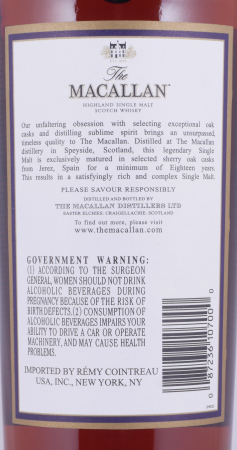 The
MACALLAN
HIGHLAND SINGLE MALT
SCOTCH WHISKY
Our unfaltering obsession with selecting exceptional oak
casks and distilling sublime spirit brings an unsurpassed,
timeless quality to The Macallan. Distilled at The Macallan
distillery in Speyside, Scotland, this legendary Single
Malt is exclusively matured in selected sherry oak casks
from Jerez, Spain for a minimum of Eighteen years
This results in a satisfyingly rich and complex Single Malt.
PLEASE SAVOUR RESPONSIBLY
DISTILLED AND BOTTLED BY
THE MACALLAN DISTILLERS LTD
EASTER ELCHIES, CRAIGELLACHIE, SCOTLAND
To find out more, please visit
www.themacallan.com
GOVERNMENT WARNING:
(1) ACCORDING TO THE SURGEON
GENERAL, WOMEN SHOULD NOT DRINK
ALCOHOLIC BEVERAGES DURING
PREGNANCY BECAUSE OF THE RISK OF
BIRTH DEFECTS.(2) CONSUMPTION OF
ALCOHOLIC BEVERAGES IMPAIRS YOUR
ABILITY TO DRIVE A CAR OR OPERATE
MACHINERY, AND MAY CAUSE HEALTH
PROBLEMS.
IMPORTED BY RÉMY COINTREAU
USA, INC., NEW YORK, NY
0 87236 10700 0